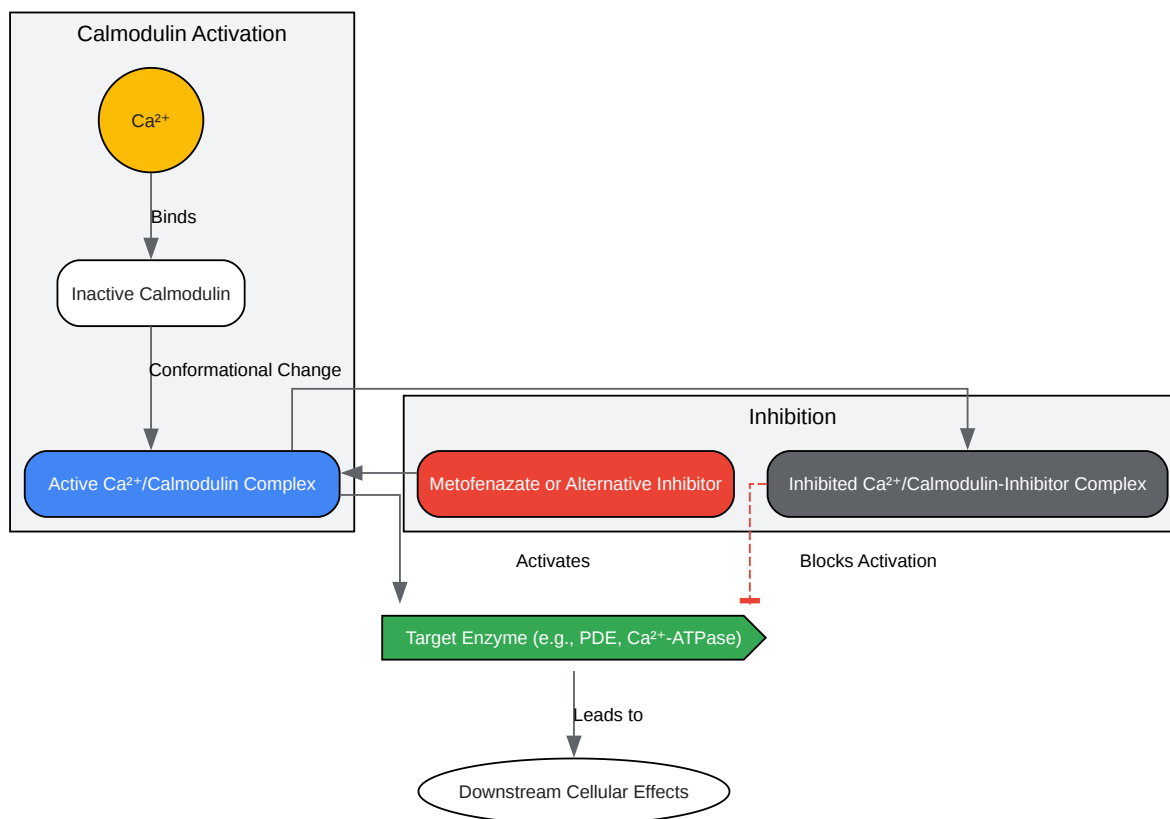 Calmodulin Activation
Ca²⁺
Binds
Inactive Calmodulin
Conformational Change
Inhibition
Active Ca²⁺/Calmodulin Complex
Metofenazate or Alternative Inhibitor
Inhibited Ca²⁺/Calmodulin-Inhibitor Complex
Activates
Blocks Activation
Target Enzyme (e.g., PDE, Ca²⁺-ATPase)
Leads to
Downstream Cellular Effects